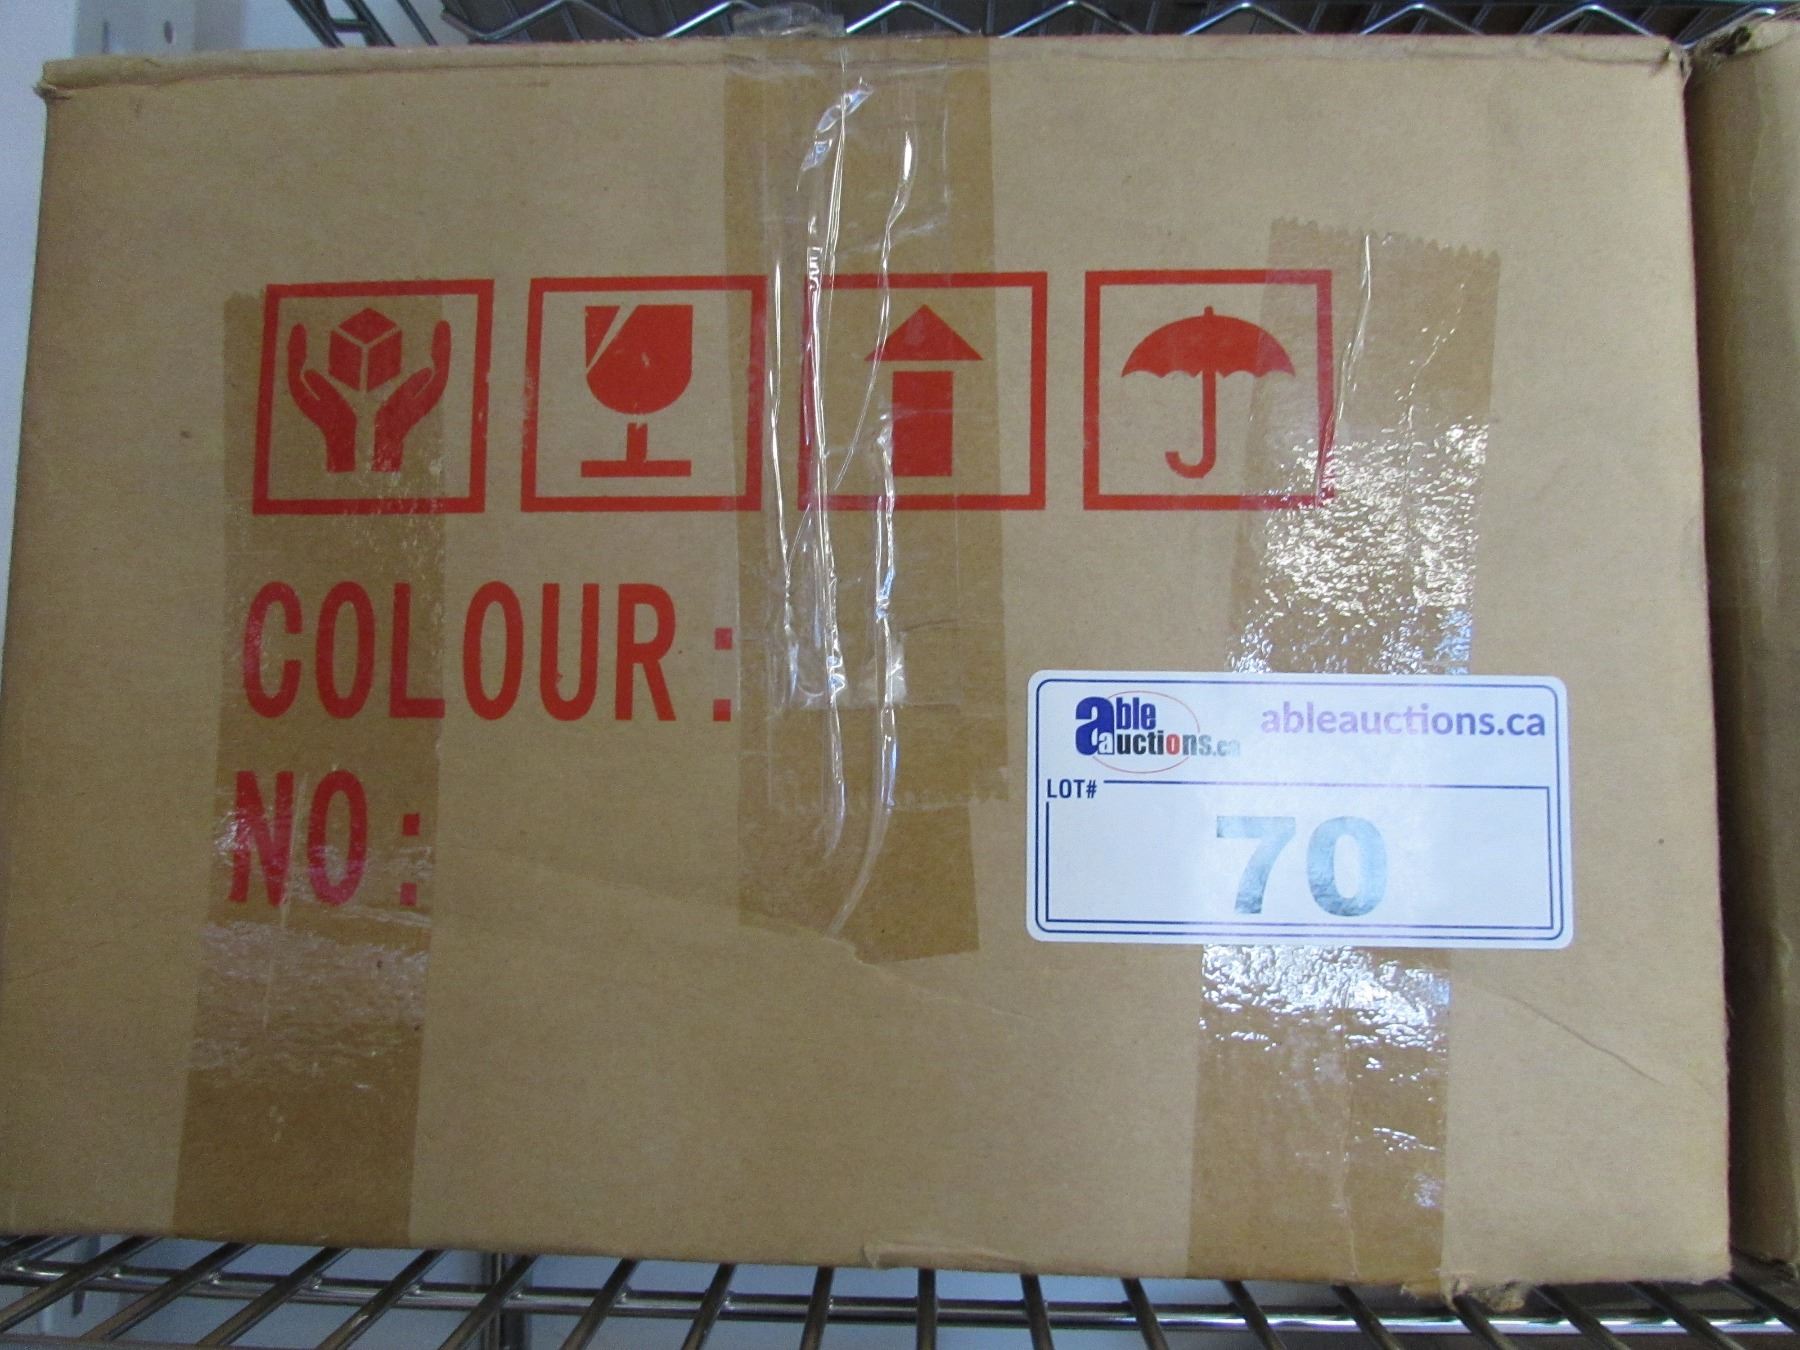 COLOUR:
NO:
able auctions.ca
ableauctions.ca
LOT#
70